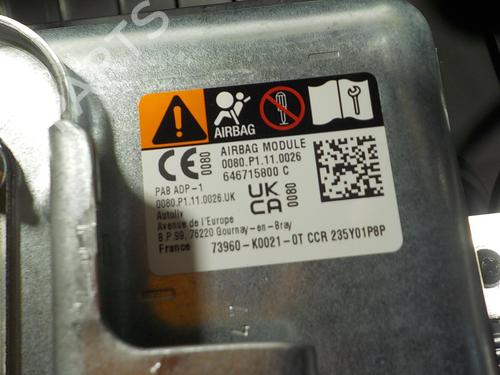 PARTS
AIRBAG
AIRBAG MODULE
0080.P1.11.0026
646715800 C
CE 0080
PAB ADP-1
0080.P1.11.0026.UK
UK CA 0080
Autoliv
Avenue de l'Europe
B.P.99, 76220 Gournay-en-Bray
France
73960-K0021-0T CCR 235Y01P8P